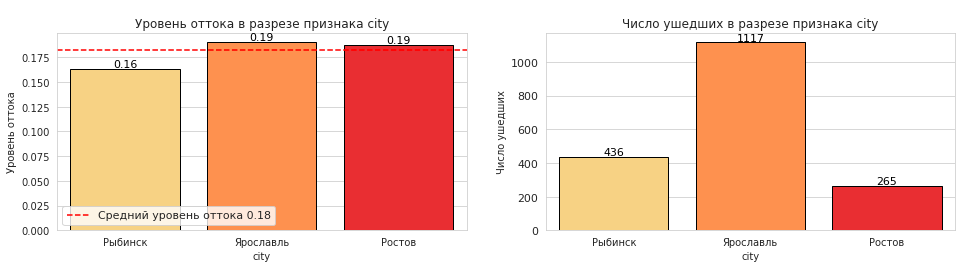 Уровень оттока в разрезе признака city
Уровень оттока
0.175
0.150
0.125
0.100
0.075
0.050
0.025
0.000
0.16
0.19
0.19
Средний уровень оттока 0.18
Рыбинск
Ярославль
Ростов
city
Число ушедших в разрезе признака city
Число ушедших
1000
800
600
400
200
0
436
1117
265
Рыбинск
Ярославль
Ростов
city